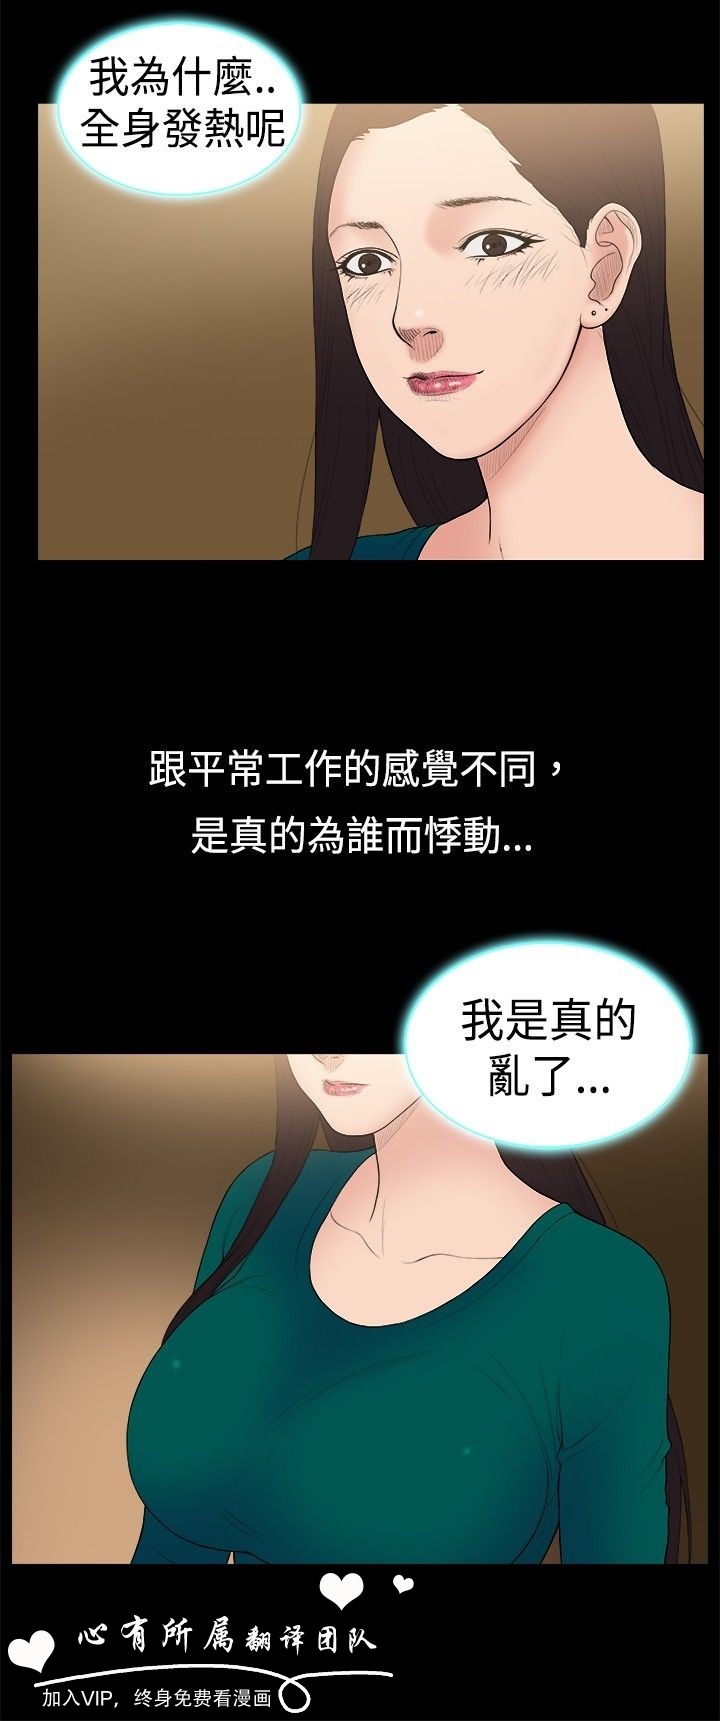 我為什麼..
全身發熱呢
跟平常工作的感覺不同，
是真的為誰而悸動...
我是真的
亂了...
心有所属翻译团队
加入VIP，终身免费看漫画